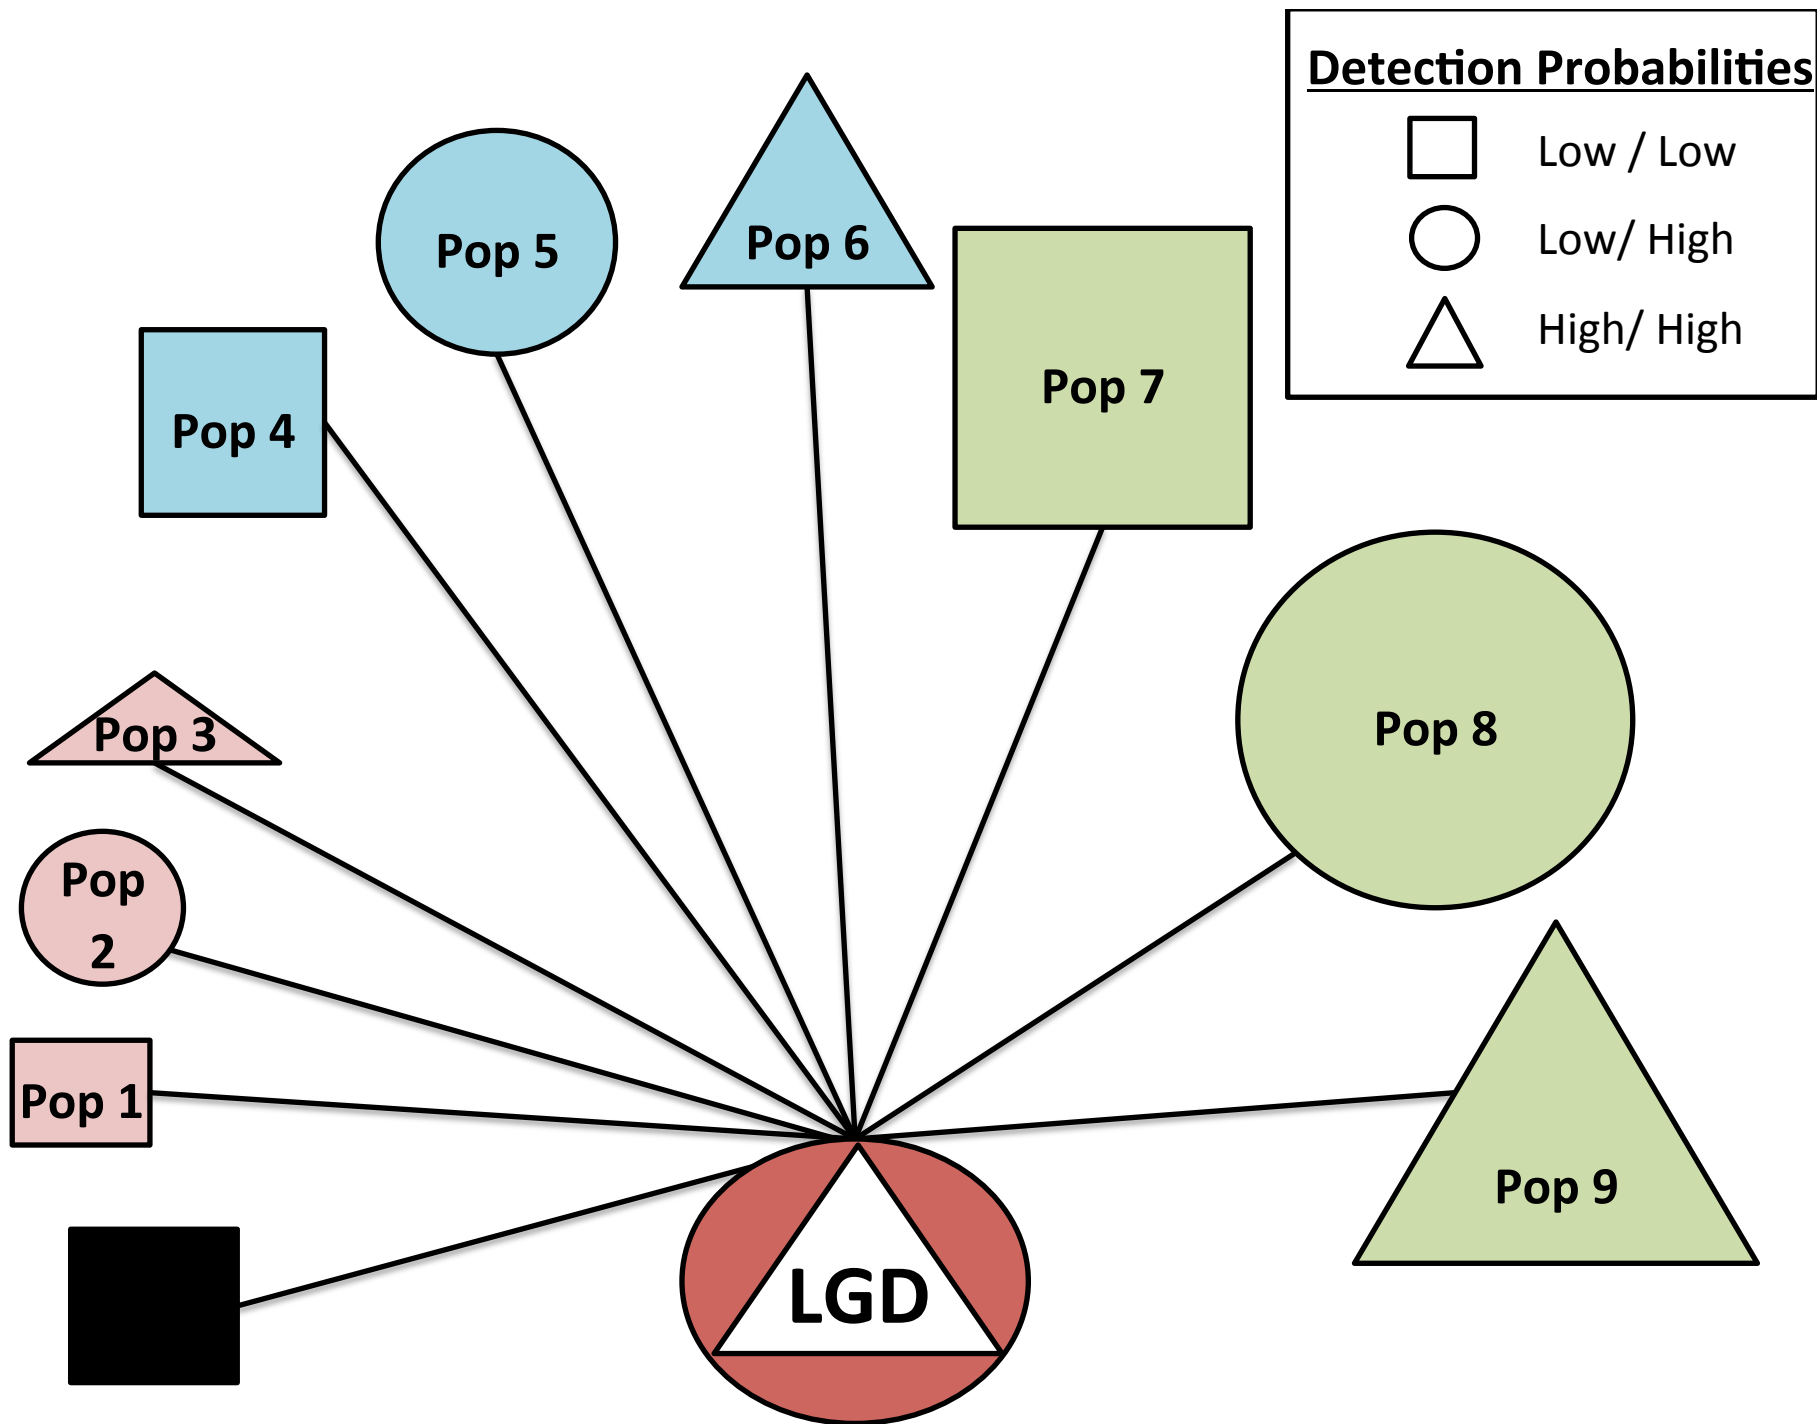 Detection Probabilities
Low / Low
Low/ High
High/ High
Pop 6
Pop 5
Pop 7
Pop 4
Pop 8
Pop 3
Pop
2
Pop 1
Pop 9
LGD